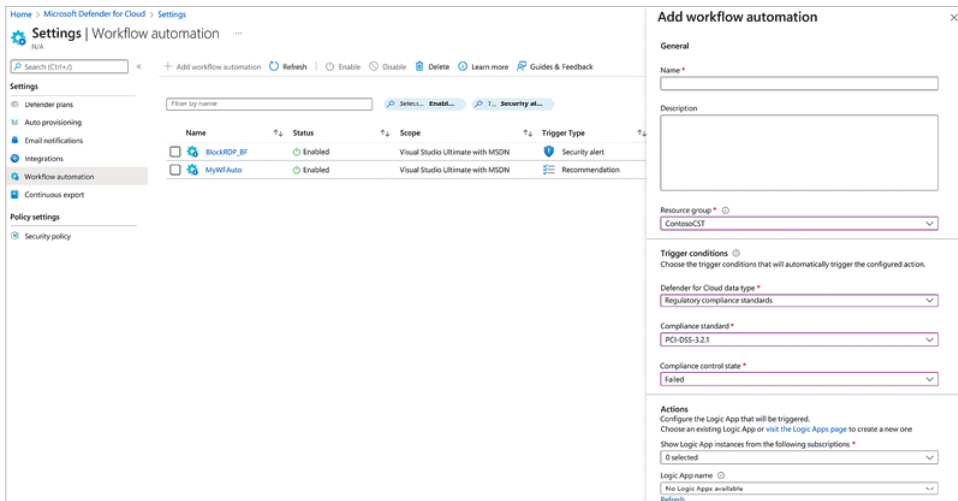 Home > Microsoft Defender for Cloud > Settings
Settings | Workflow automation ...
N/A
Search (Ctrl+/) «
Settings
Defender plans
Auto provisioning
Email notifications
Integrations
Workflow automation
Continuous export
Policy settings
Security policy
+ Add workflow automation Refresh Enable Disable Delete Learn more Guides & Feedback
Filter by name Selec... Enabl... T... Security al...
Name ↑↓ Status ↑↓ Scope ↑↓ Trigger Type ↑↓
BlockRDP_BF Enabled Visual Studio Ultimate with MSDN Security alert
MyWFAuto Enabled Visual Studio Ultimate with MSDN Recommendation
Add workflow automation ×
General
Name *
Description
Resource group * ⓘ
ContosoCST
Trigger conditions ⓘ
Choose the trigger conditions that will automatically trigger the configured action.
Defender for Cloud data type *
Regulatory compliance standards
Compliance standard *
PCI-DSS-3.2.1
Compliance control state *
Failed
Actions
Configure the Logic App that will be triggered.
Choose an existing Logic App or visit the Logic Apps page to create a new one
Show Logic App instances from the following subscriptions *
0 selected
Logic App name ⓘ
No Logic Apps available
Refresh